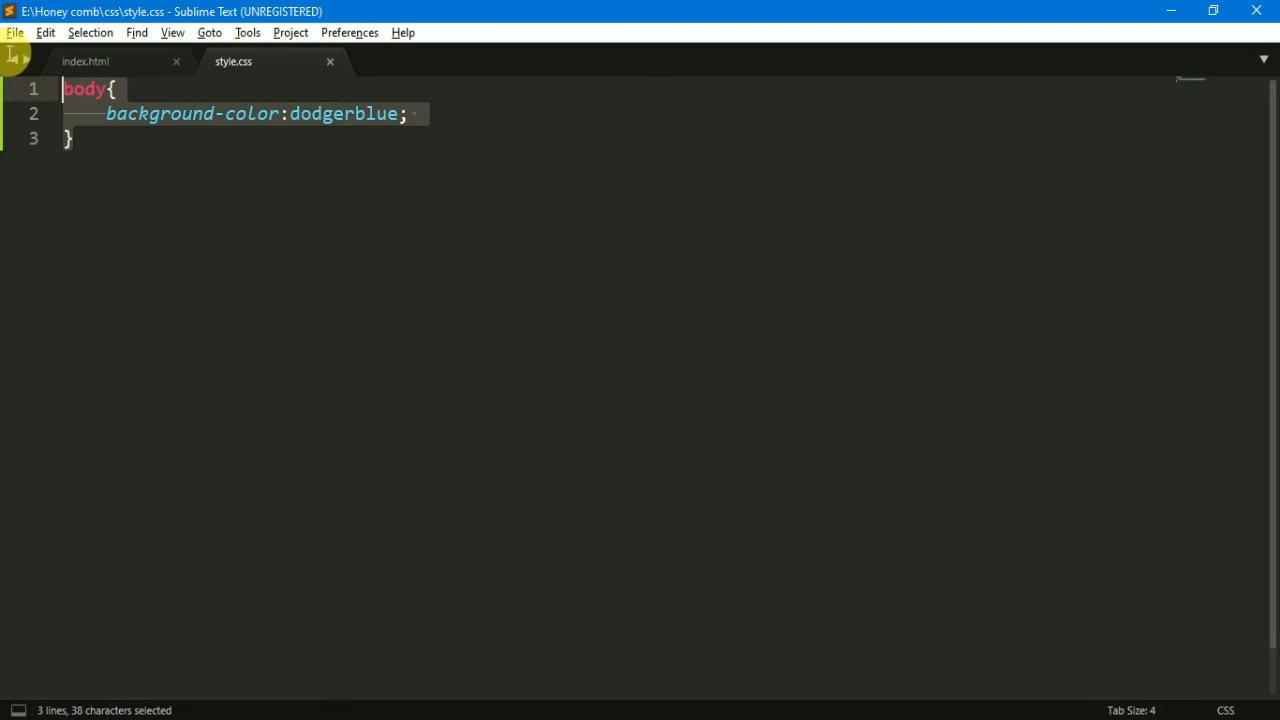 E:\Honey comb\css\style.css - Sublime Text (UNREGISTERED)
File Edit Selection Find View Goto Tools Project Preferences Help
index.html style.css
1 body{
2 background-color:dodgerblue;
3 }
3 lines, 38 characters selected Tab Size: 4 CSS